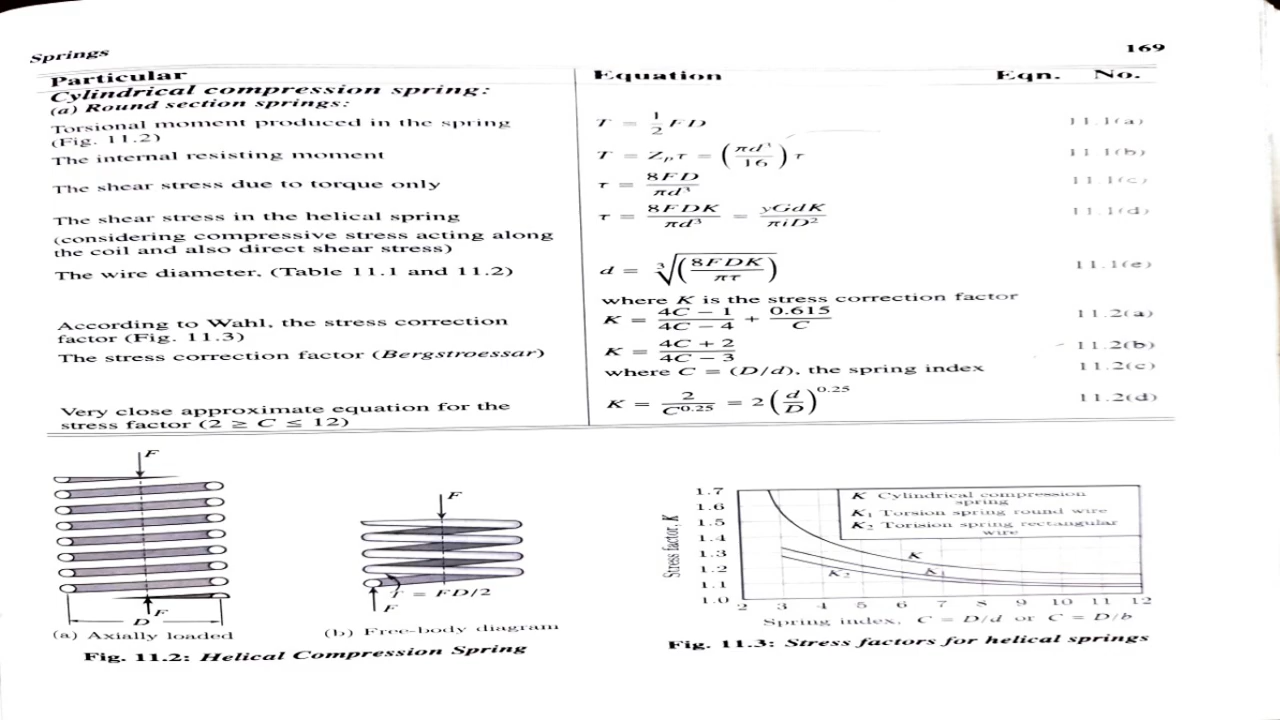 Springs
169
Particular Equation Eqn. No.
Cylindrical compression spring:
(a) Round section springs:
Torsional moment produced in the spring
(Fig. 11.2)
T = 1/2 FD 11.1(a)
The internal resisting moment T = Zₚτ = (πd³/16) τ 11.1(b)
The shear stress due to torque only τ = 8FD/πd³ 11.1(c)
The shear stress in the helical spring τ = 8FDK/πd³ = yGdK/πiD² 11.1(d)
(considering compressive stress acting along
the coil and also direct shear stress)
The wire diameter, (Table 11.1 and 11.2) d = ∛(8FDK/πτ) 11.1(e)
where K is the stress correction factor
According to Wahl, the stress correction
factor (Fig. 11.3)
K = 4C − 1/4C − 4 + 0.615/C 11.2(a)
The stress correction factor (Bergstroessar) K = 4C + 2/4C − 3 11.2(b)
where C = (D/d), the spring index 11.2(c)
Very close approximate equation for the
stress factor (2 ≥ C ≤ 12)
K = 2/C^0.25 = 2 (d/D)^0.25 11.2(d)
F
F
D
(a) Axially loaded
F
T = FD/2
F
(b) Free-body diagram
Fig. 11.2: Helical Compression Spring
Stress factor, K
1.7
1.6
1.5
1.4
1.3
1.2
1.1
1.0
K Cylindrical compression
spring
K₁ Torsion spring round wire
K₂ Torision spring rectangular
wire
K
K₂
K₁
2 3 4 5 6 7 8 9 10 11 12
Spring index, C = D/d or C = D/b
Fig. 11.3: Stress factors for helical springs